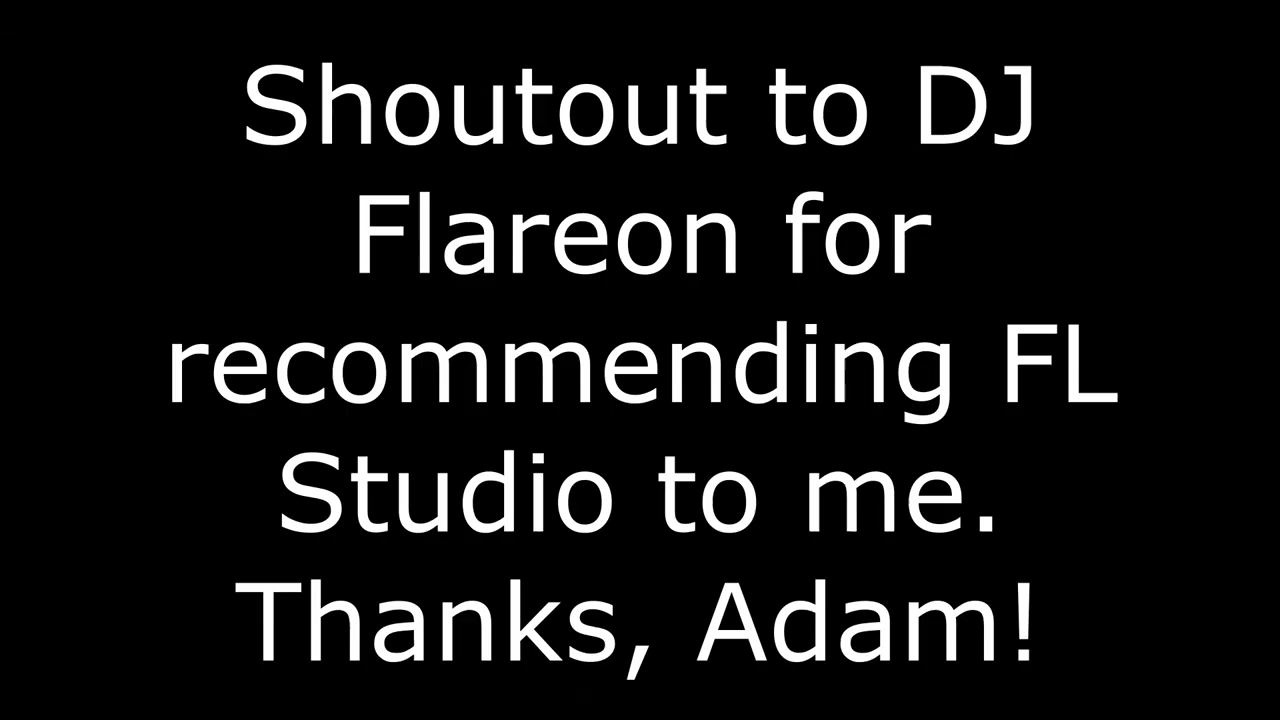 Shoutout to DJ
Flareon for
recommending FL
Studio to me.
Thanks, Adam!